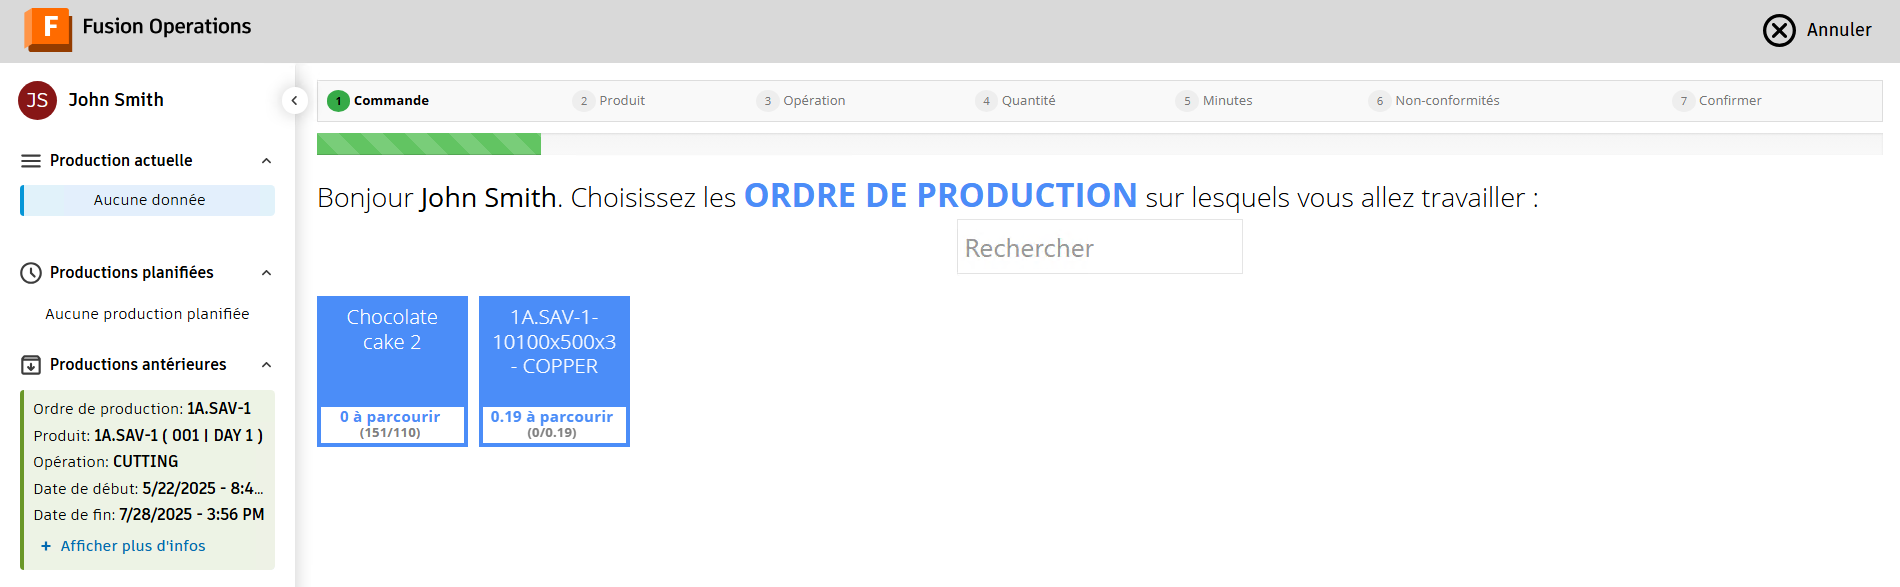 F Fusion Operations
Annuler
JS John Smith
Production actuelle
Aucune donnée
Productions planifiées
Aucune production planifiée
Productions antérieures
Ordre de production: 1A.SAV-1
Produit: 1A.SAV-1 ( 001 | DAY 1 )
Opération: CUTTING
Date de début: 5/22/2025 - 8:4...
Date de fin: 7/28/2025 - 3:56 PM
+ Afficher plus d'infos
1 Commande 2 Produit 3 Opération 4 Quantité 5 Minutes 6 Non-conformités 7 Confirmer
Bonjour John Smith. Choisissez les ORDRE DE PRODUCTION sur lesquels vous allez travailler :
Rechercher
Chocolate
cake 2
0 à parcourir
(151/110)
1A.SAV-1-
10100x500x3
- COPPER
0.19 à parcourir
(0/0.19)